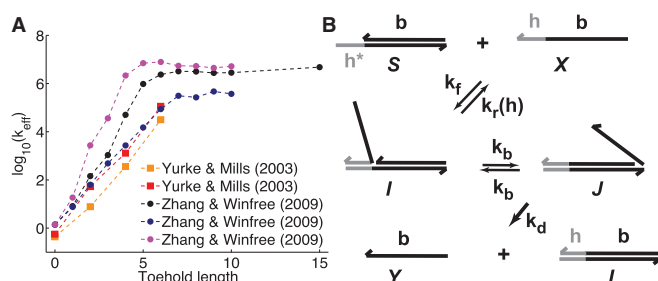 A
8
6
4
2
0
log10(keff)
0
5
10
15
Toehold length
Yurke & Mills (2003)
Yurke & Mills (2003)
Zhang & Winfree (2009)
Zhang & Winfree (2009)
Zhang & Winfree (2009)
B
b
h*
S
+
h b
X
kf
kr(h)
I
kb
kb
J
kd
b
Y
+
h b